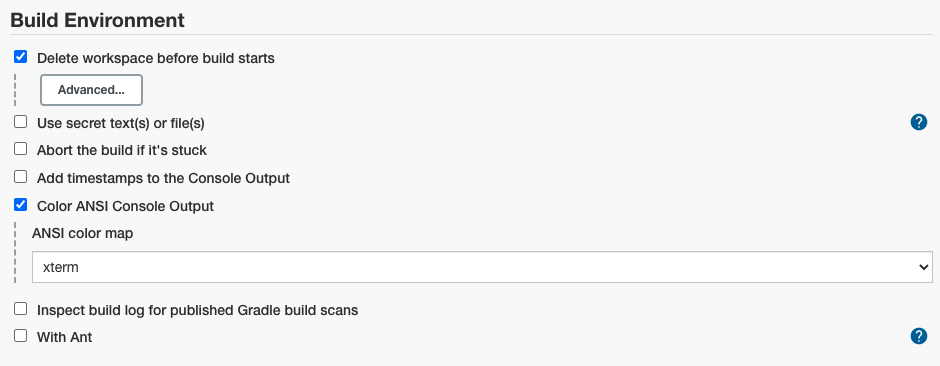 Build Environment
Delete workspace before build starts
Advanced...
Use secret text(s) or file(s)
?
Abort the build if it's stuck
Add timestamps to the Console Output
Color ANSI Console Output
ANSI color map
xterm
Inspect build log for published Gradle build scans
With Ant
?